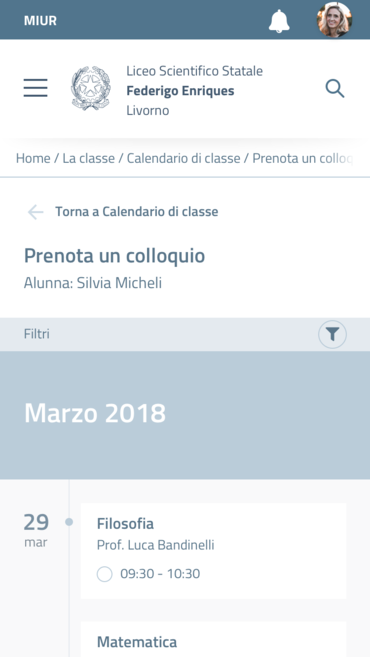 MIUR
Liceo Scientifico Statale
Federigo Enriques
Livorno
Home / La classe / Calendario di classe / Prenota un colloq
Torna a Calendario di classe
Prenota un colloquio
Alunna: Silvia Micheli
Filtri
Marzo 2018
29
mar
Filosofia
Prof. Luca Bandinelli
09:30 - 10:30
Matematica